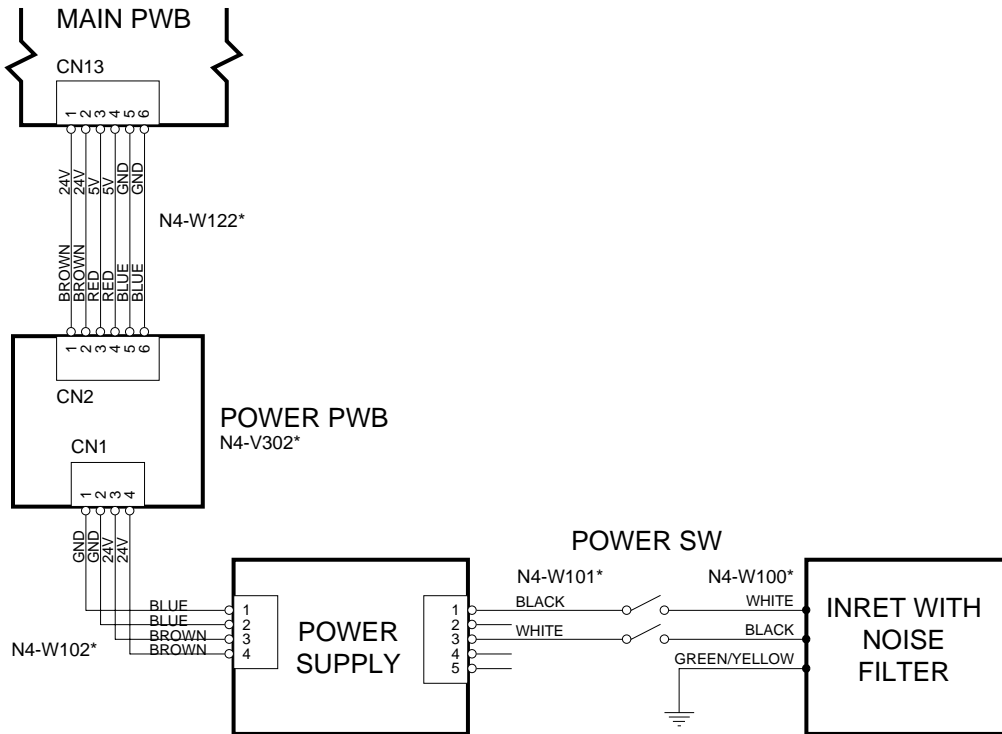 MAIN PWB
CN13
1 2 3 4 5 6
24V 24V 5V 5V GND GND
N4-W122*
BROWN BROWN RED RED BLUE BLUE
1 2 3 4 5 6
CN2
POWER PWB
N4-V302*
CN1
1 2 3 4
GND GND 24V 24V
BLUE 1
BLUE 2
BROWN 3
BROWN 4
N4-W102*
POWER
SUPPLY
1
2
3
4
5
POWER SW
N4-W101*
N4-W100*
BLACK
WHITE
WHITE
BLACK
GREEN/YELLOW
INRET WITH
NOISE
FILTER